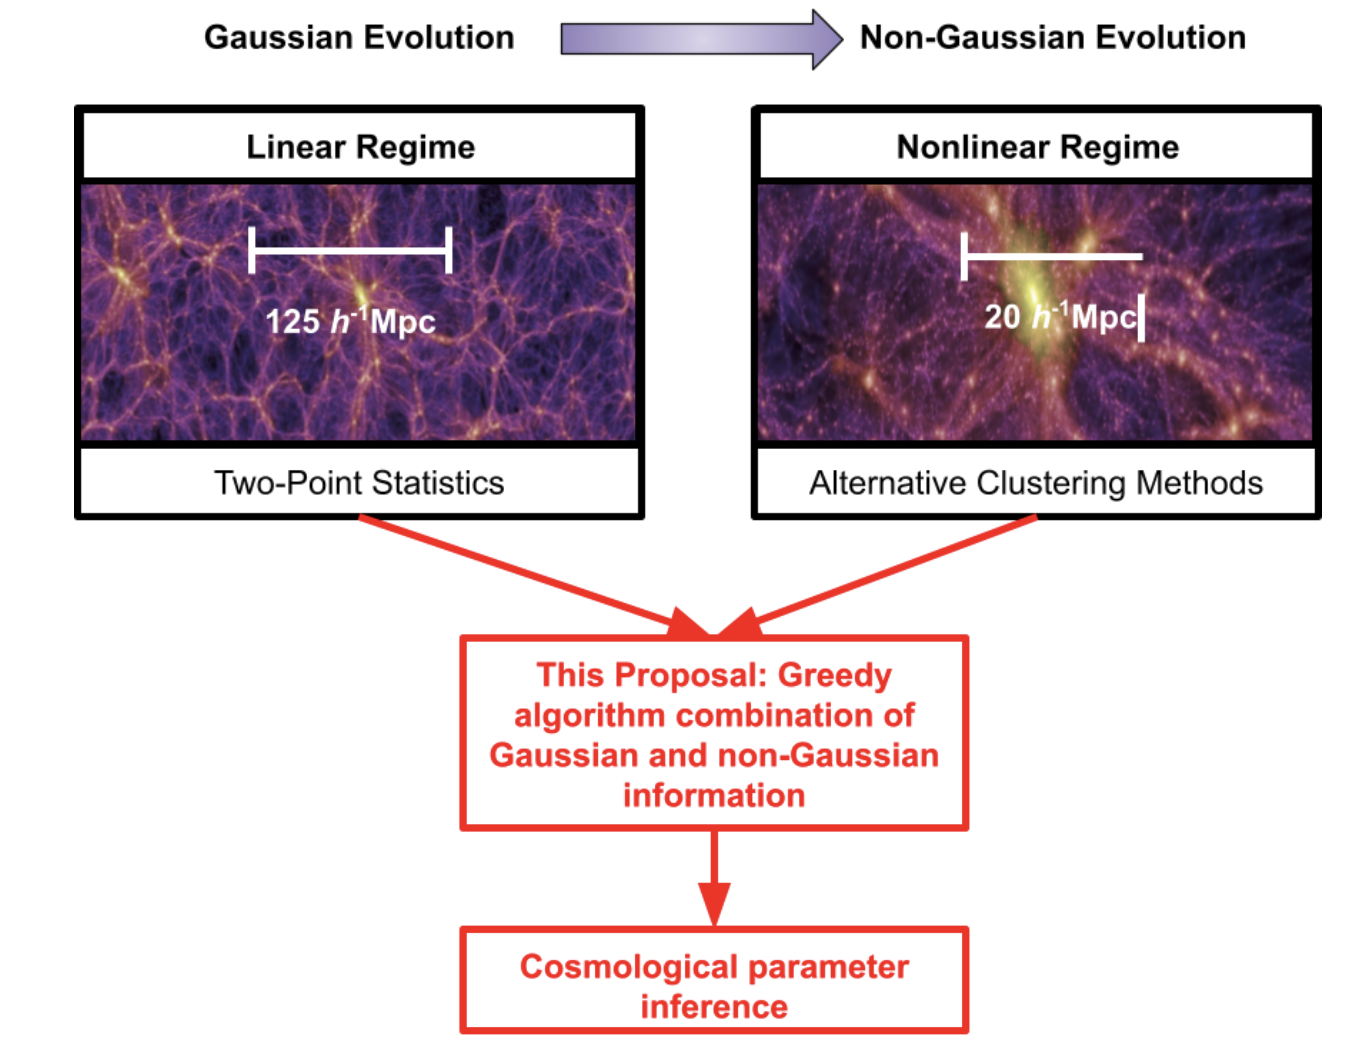 Gaussian Evolution
Non-Gaussian Evolution
Linear Regime
125 h⁻¹Mpc
Two-Point Statistics
Nonlinear Regime
20 h⁻¹Mpc
Alternative Clustering Methods
This Proposal: Greedy
algorithm combination of
Gaussian and non-Gaussian
information
Cosmological parameter
inference